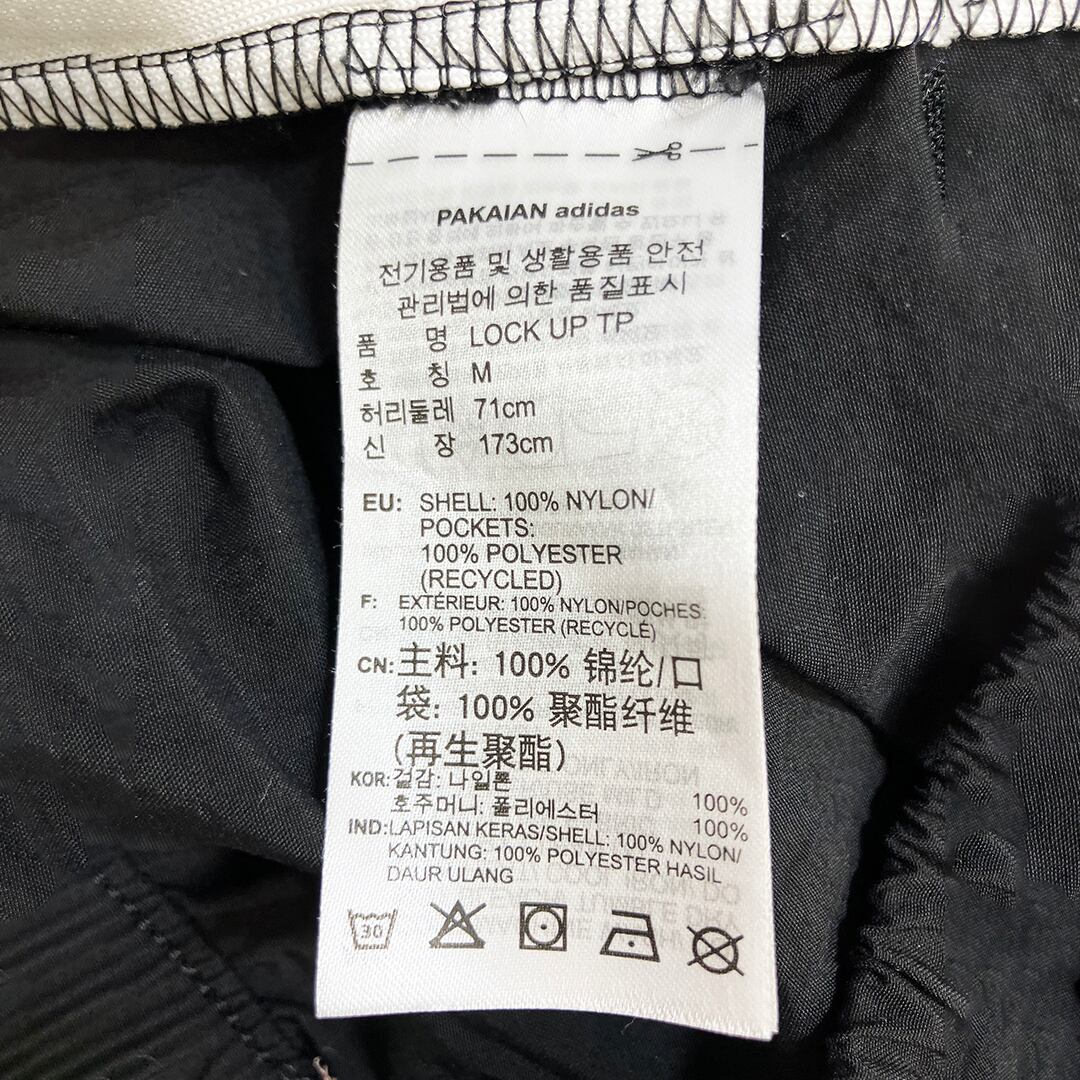 PAKAIAN adidas
전기용품 및 생활용품 안전
관리법에 의한 품질표시
품 명 LOCK UP TP
호 칭 M
허리둘레 71cm
신 장 173cm
EU: SHELL: 100% NYLON/
POCKETS:
100% POLYESTER
(RECYCLED)
F: EXTÉRIEUR: 100% NYLON/POCHES:
100% POLYESTER (RECYCLÉ)
CN: 主料: 100% 锦纶/口
袋: 100% 聚酯纤维
(再生聚酯)
KOR: 겉감: 나일론 100%
호주머니: 폴리에스터 100%
IND: LAPISAN KERAS/SHELL: 100% NYLON/
KANTUNG: 100% POLYESTER HASIL
DAUR ULANG
30